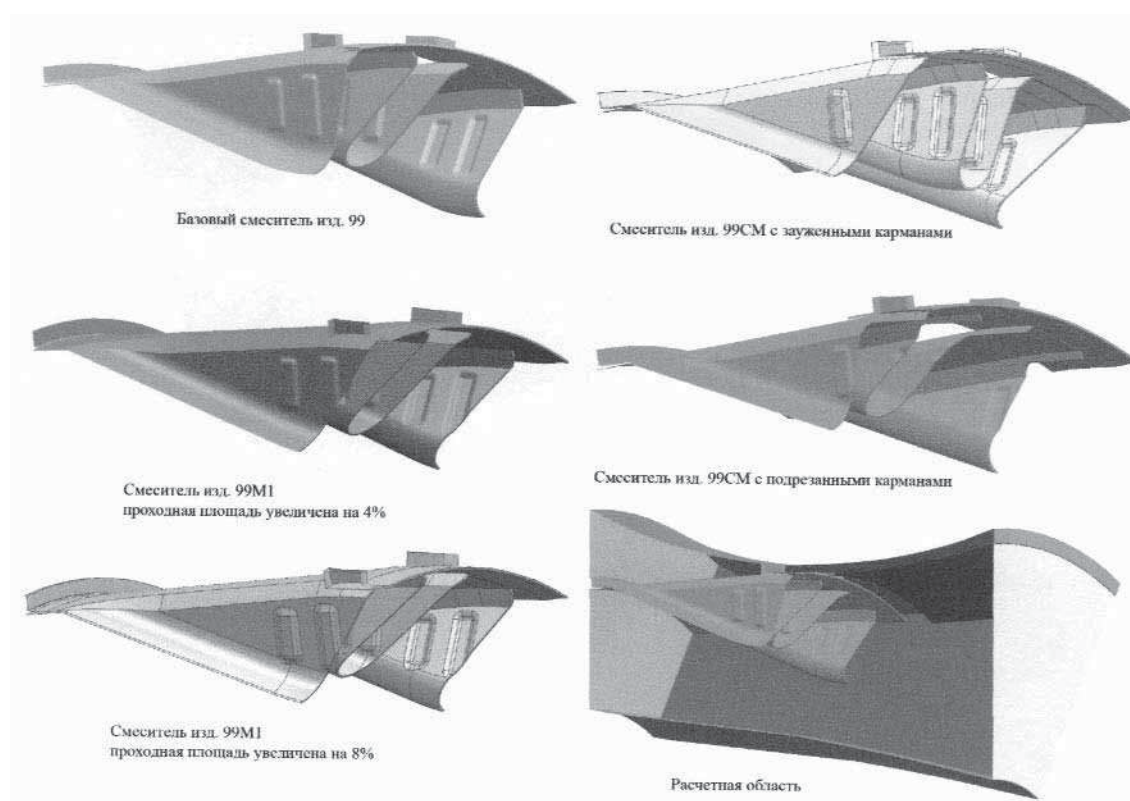 Базовый смеситель изд. 99
Смеситель изд. 99СМ с зауженными карманами
Смеситель изд. 99М1
проходная площадь увеличена на 4%
Смеситель изд. 99СМ с подрезанными карманами
Смеситель изд. 99М1
проходная площадь увеличена на 8%
Расчетная область